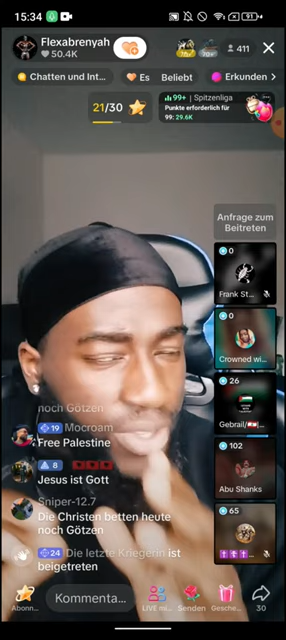 15:34
91
Flexabrenyah
50.4K
411
Chatten und Int...
Es
Beliebt
Erkunden
21/30
99+ | Spitzenliga
Punkte erforderlich für
99: 29.6K
Anfrage zum
Beitreten
0
Frank St...
0
Crowned wi...
26
Gebrail/
102
Abu Shanks
65
noch Götzen
19 Mocroam
Free Palestine
8
Jesus ist Gott
Sniper-12.7
Die Christen betten heute
noch Götzen
24 Die letzte Kriegerin ist
beigetreten
Abonn...
Kommenta...
LIVE mi...
Senden
Gesche...
30